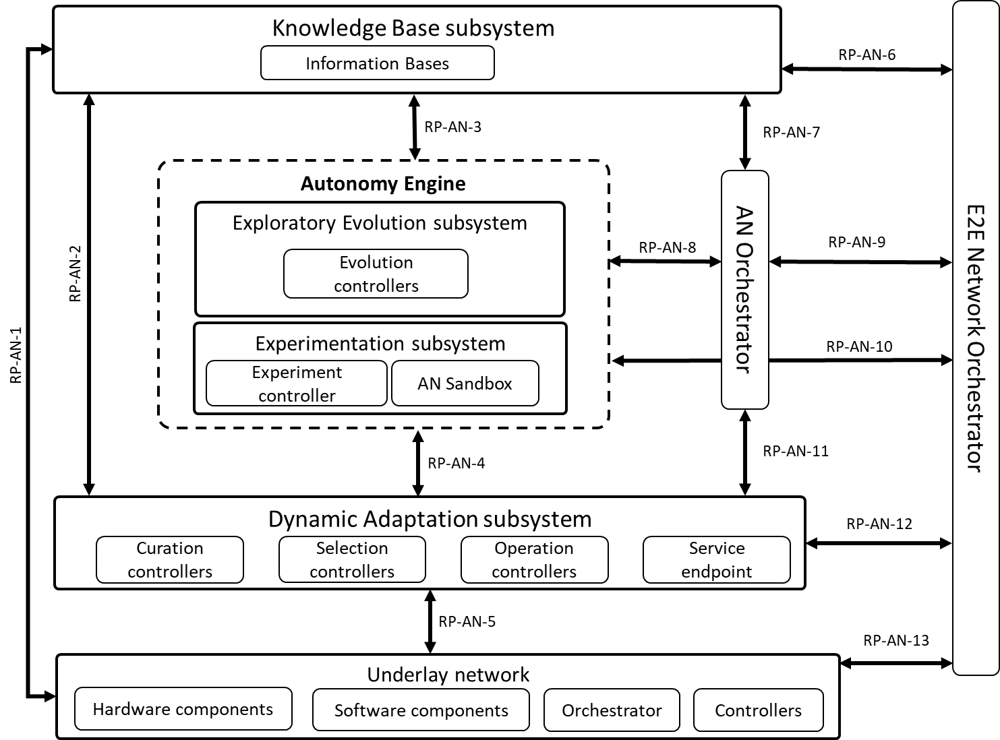 Knowledge Base subsystem
Information Bases
RP-AN-6
RP-AN-3
RP-AN-7
Autonomy Engine
Exploratory Evolution subsystem
Evolution
controllers
RP-AN-8
AN Orchestrator
RP-AN-9
E2E Network Orchestrator
RP-AN-2
RP-AN-1
Experimentation subsystem
Experiment
controller
AN Sandbox
RP-AN-10
RP-AN-4
RP-AN-11
Dynamic Adaptation subsystem
Curation
controllers
Selection
controllers
Operation
controllers
Service
endpoint
RP-AN-12
RP-AN-5
RP-AN-13
Underlay network
Hardware components
Software components
Orchestrator
Controllers